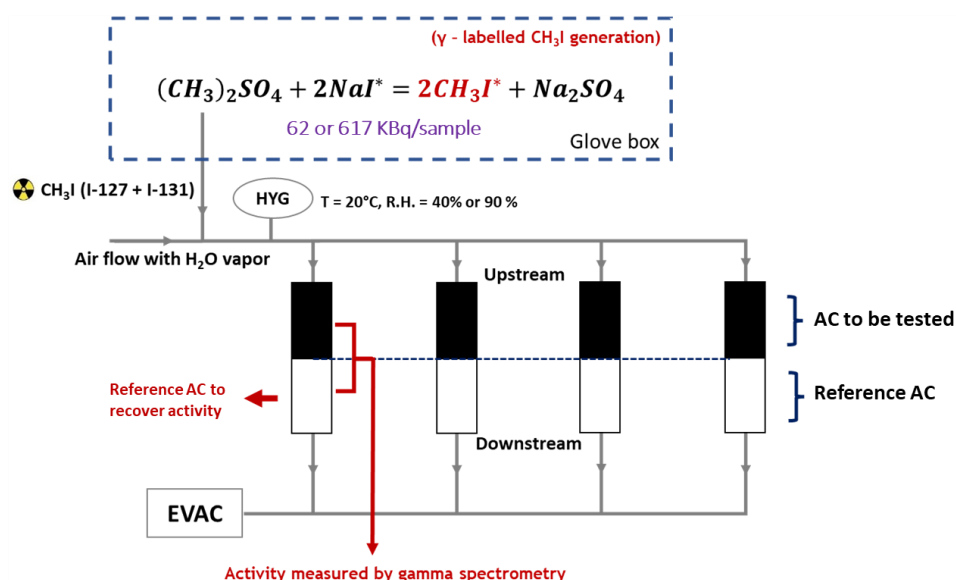 (γ - labelled CH₃I generation)
(CH₃)₂SO₄ + 2NaI* = 2CH₃I* + Na₂SO₄
62 or 617 KBq/sample
Glove box
CH₃I (I-127 + I-131)
HYG
T = 20°C, R.H. = 40% or 90 %
Air flow with H₂O vapor
Upstream
AC to be tested
Reference AC to
recover activity
Reference AC
Downstream
EVAC
Activity measured by gamma spectrometry